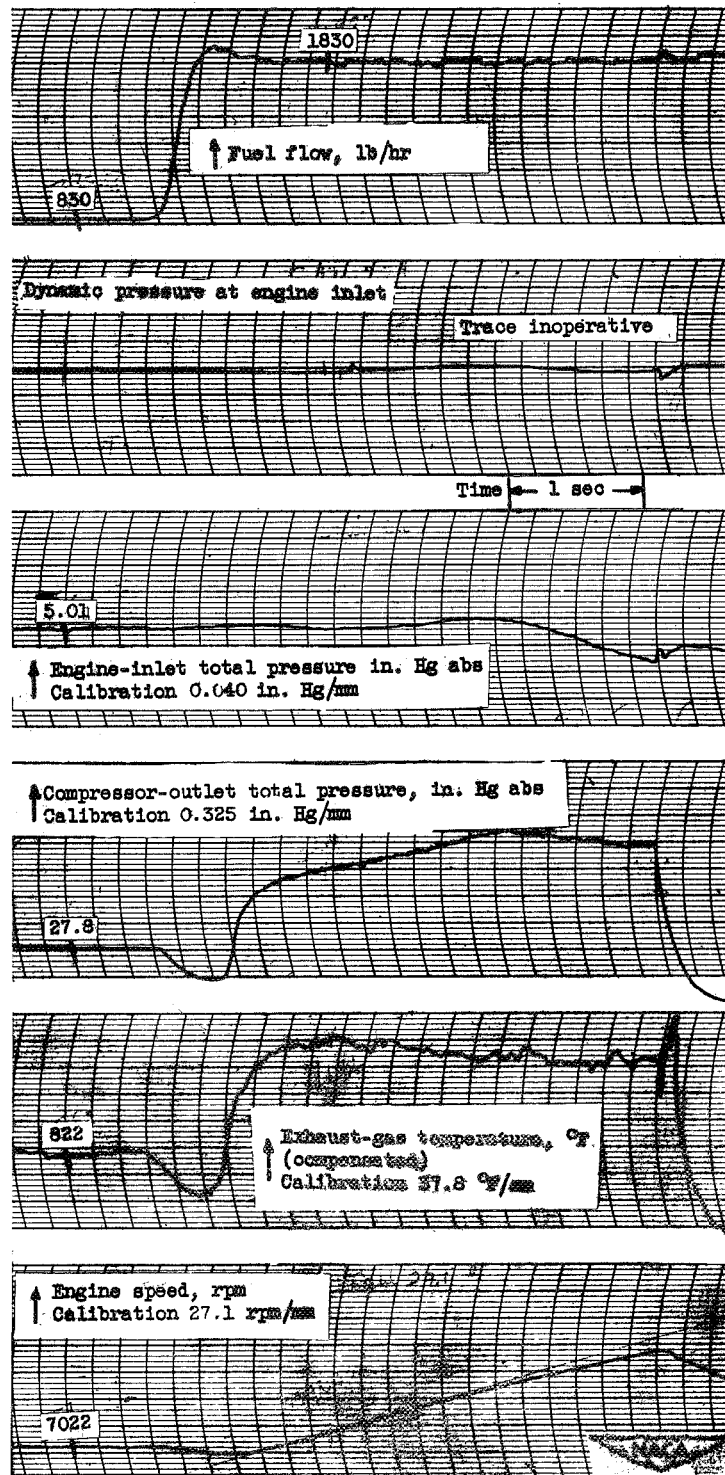 1830
Fuel flow, lb/hr
830
Dynamic pressure at engine inlet
Trace inoperative
Time 1 sec
5.01
Engine-inlet total pressure in. Hg abs
Calibration 0.040 in. Hg/mm
Compressor-outlet total pressure, in. Hg abs
Calibration 0.325 in. Hg/mm
27.8
822
Exhaust-gas temperature, °F
(compensated)
Calibration 37.8 °F/mm
Engine speed, rpm
Calibration 27.1 rpm/mm
7022
NACA